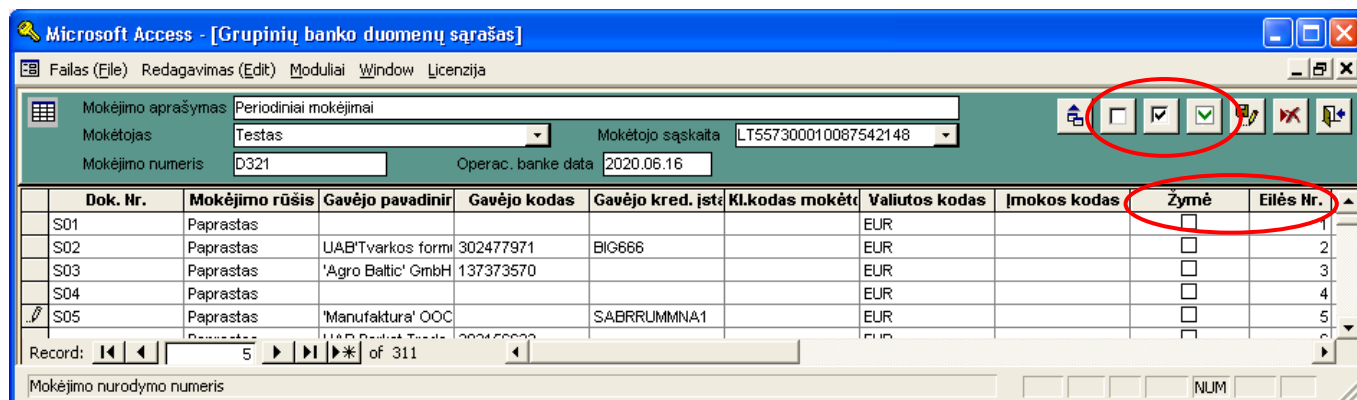 Microsoft Access - [Grupinių banko duomenų sąrašas]
Failas (File) Redagavimas (Edit) Moduliai Window Licenzija
Mokėjimo aprašymas Periodiniai mokėjimai
Mokėtojas Testas Mokėtojo sąskaita LT557300010087542148
Mokėjimo numeris D321 Operac. banke data 2020.06.16
Dok. Nr. Mokėjimo rūšis Gavėjo pavadinir Gavėjo kodas Gavėjo kred. įsta Kl.kodas mokėto Valiutos kodas Įmokos kodas Žymė Eilės Nr.
S01 Paprastas EUR 1
S02 Paprastas UAB'Tvarkos formu 302477971 BIG666 EUR 2
S03 Paprastas 'Agro Baltic' GmbH 137373570 EUR 3
S04 Paprastas EUR 4
S05 Paprastas 'Manufaktura' OOO SABRRUMMNA1 EUR 5
Record: 5 of 311
Mokėjimo nurodymo numeris NUM